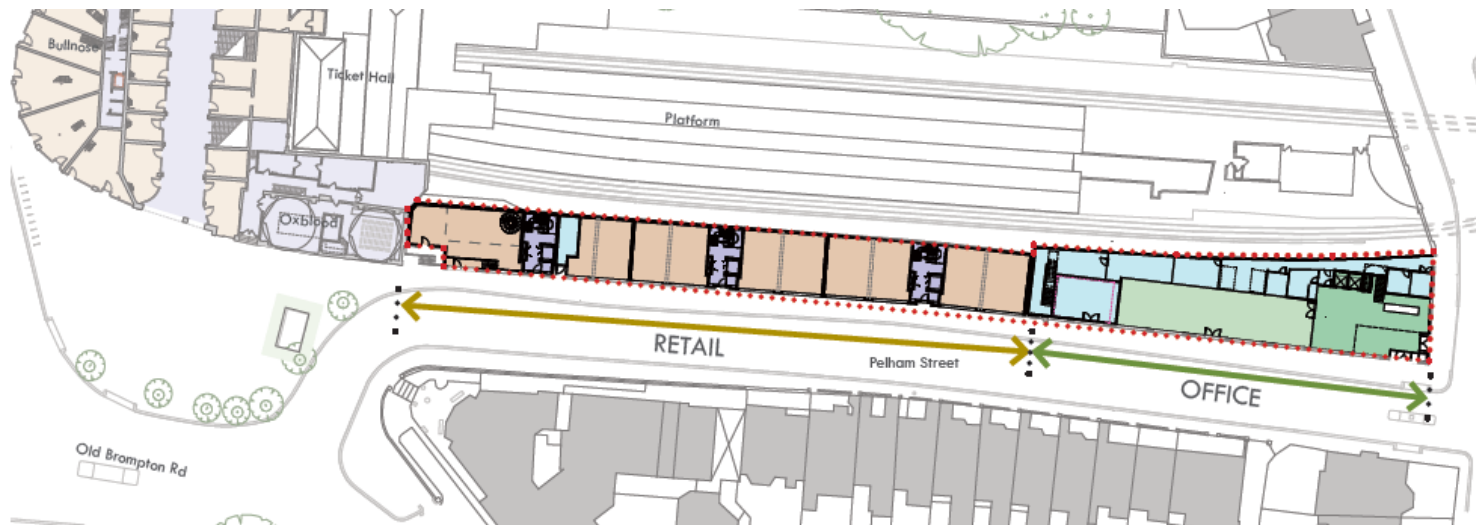 Bullnose
Ticket Hall
Platform
Oxblood
RETAIL
Pelham Street
OFFICE
Old Brompton Rd